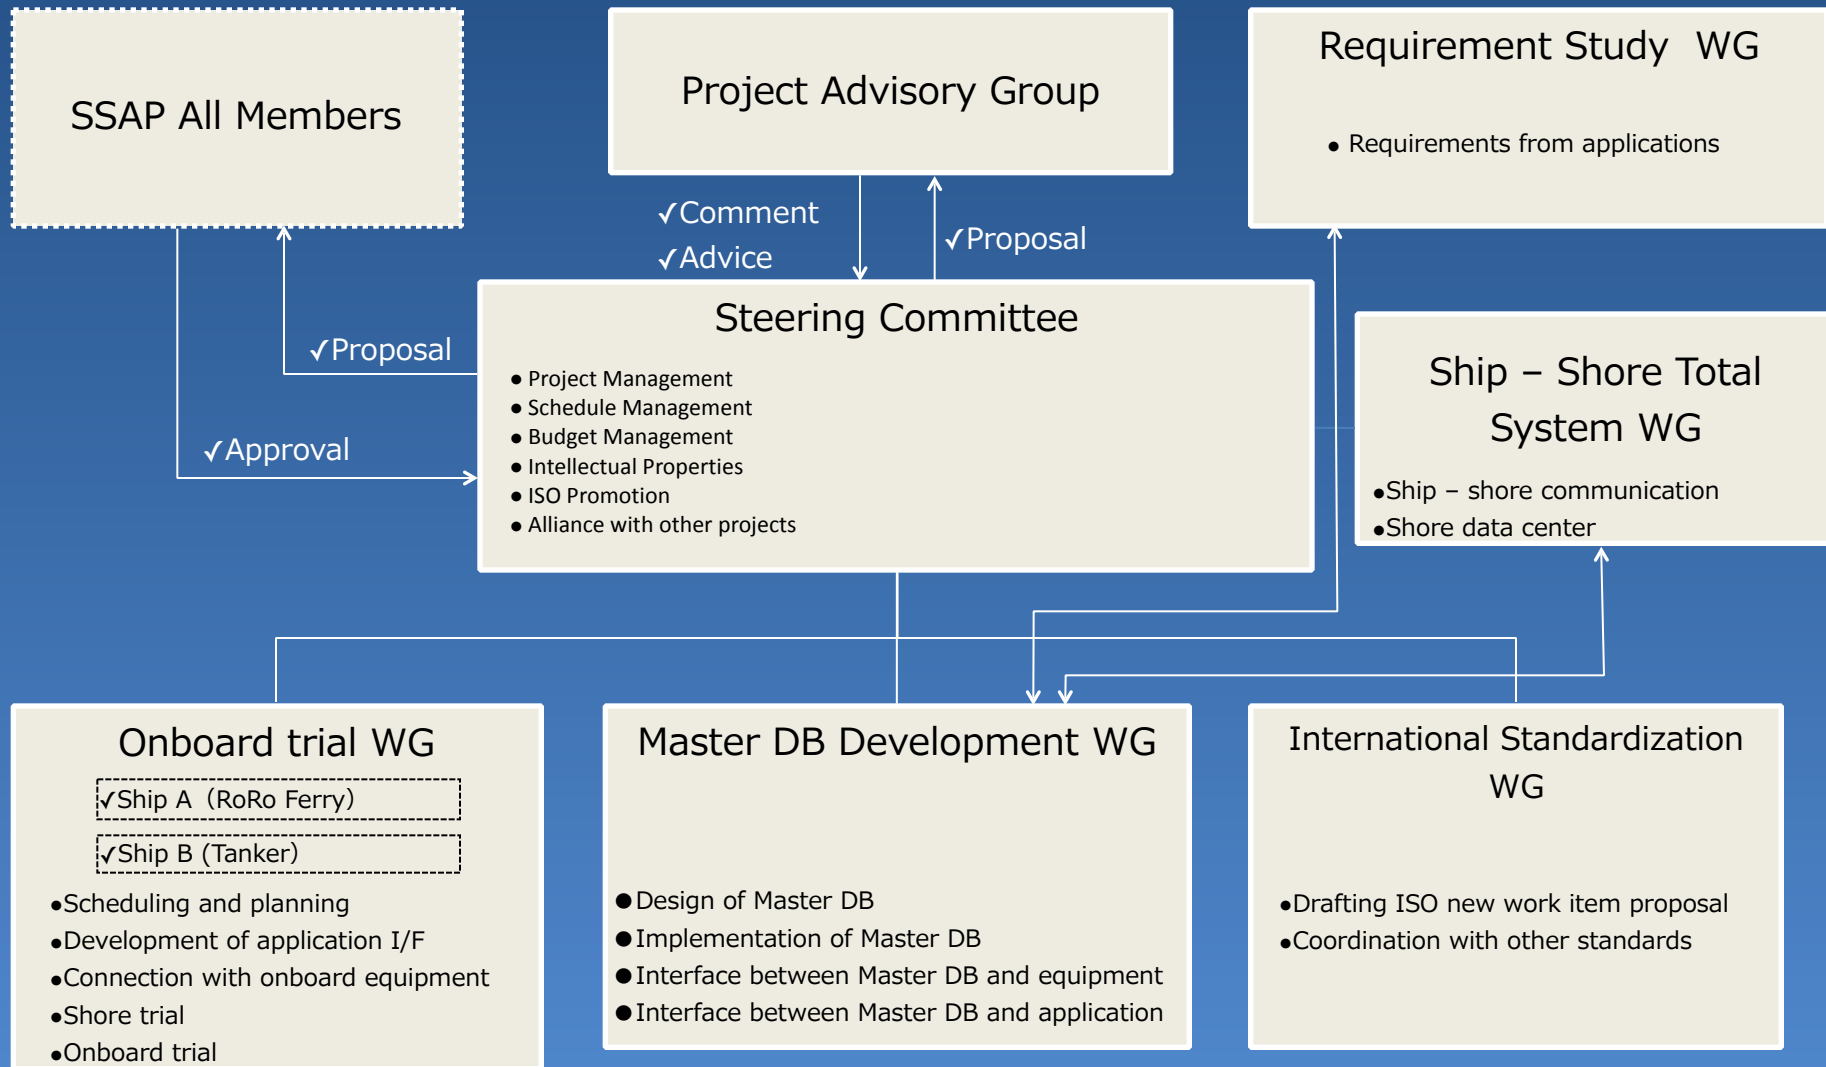 SSAP All Members
Project Advisory Group
Requirement Study WG
● Requirements from applications
✓Comment
✓Advice
✓Proposal
✓Proposal
✓Approval
Steering Committee
● Project Management
● Schedule Management
● Budget Management
● Intellectual Properties
● ISO Promotion
● Alliance with other projects
Ship – Shore Total
System WG
●Ship – shore communication
●Shore data center
Onboard trial WG
✓Ship A（RoRo Ferry）
✓Ship B (Tanker）
●Scheduling and planning
●Development of application I/F
●Connection with onboard equipment
●Shore trial
●Onboard trial
Master DB Development WG
●Design of Master DB
●Implementation of Master DB
●Interface between Master DB and equipment
●Interface between Master DB and application
International Standardization
WG
●Drafting ISO new work item proposal
●Coordination with other standards